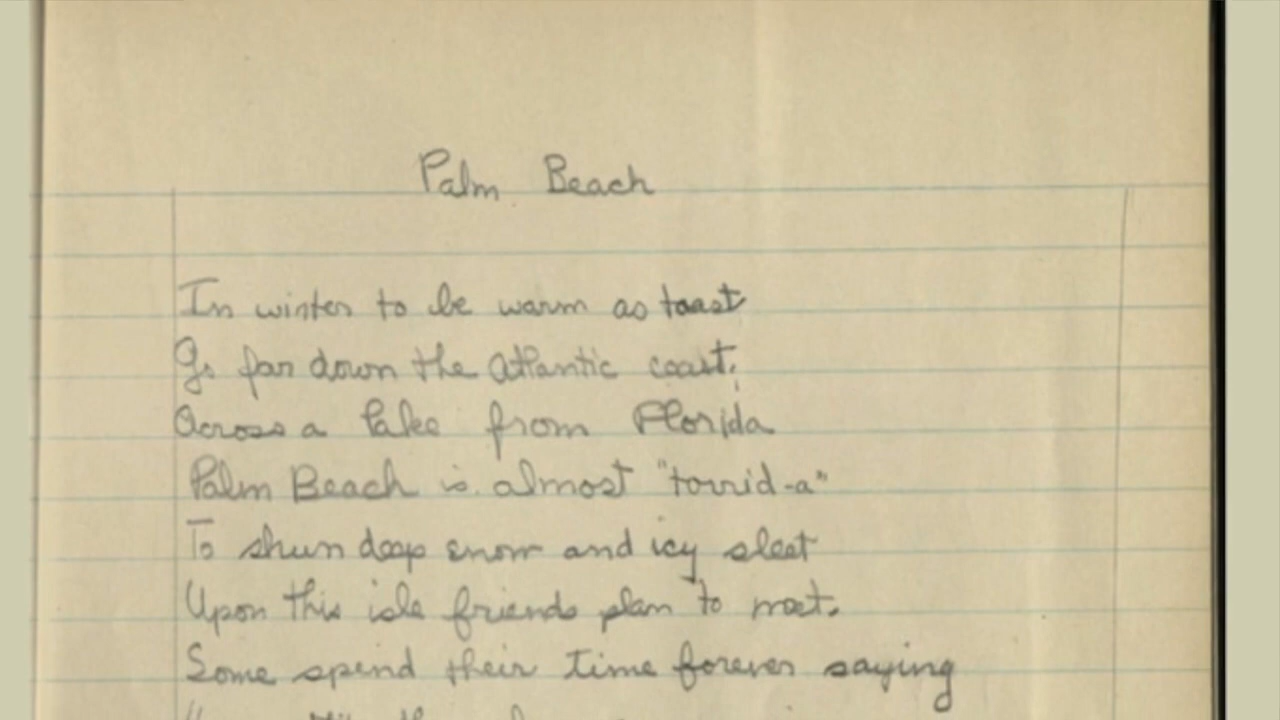 Palm Beach
In winter to be warm as toast
Go far down the Atlantic coast.
Across a lake from Florida
Palm Beach is almost "torrid-a"
To shun deep snow and icy sleet
Upon this isle friends plan to meet.
Some spend their time forever saying